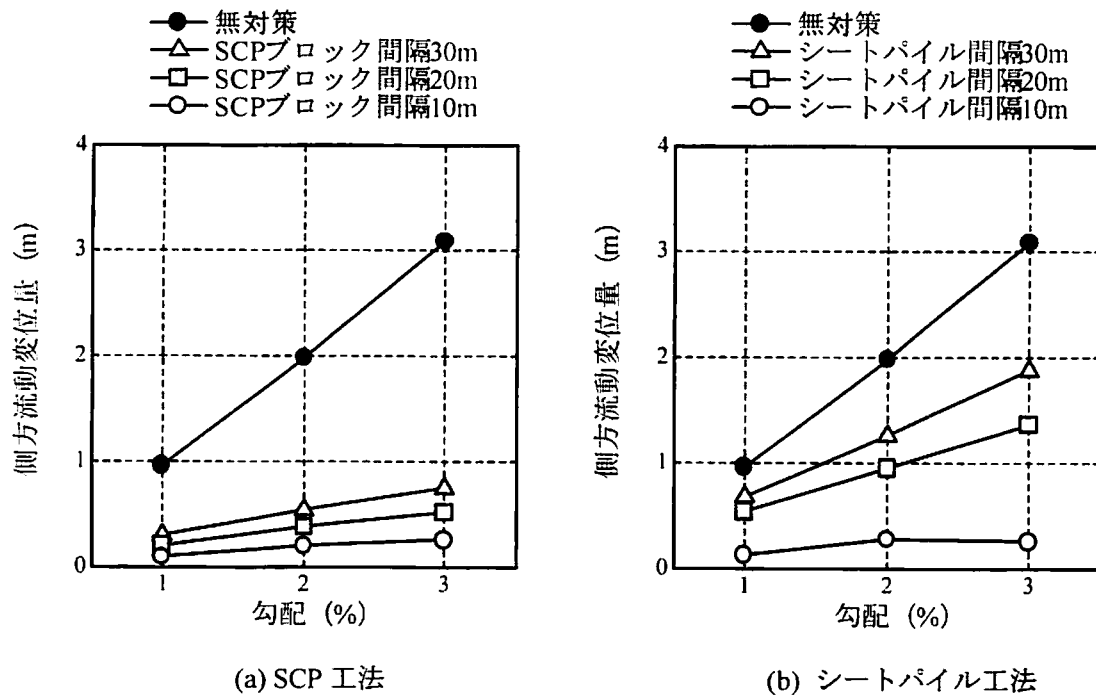 無対策
SCPブロック間隔30m
SCPブロック間隔20m
SCPブロック間隔10m
4
3
2
1
0
側方流動変位量 (m)
1 2 3
勾配 (%)
(a) SCP 工法
無対策
シートパイル間隔30m
シートパイル間隔20m
シートパイル間隔10m
4
3
2
1
0
側方流動変位量 (m)
1 2 3
勾配 (%)
(b) シートパイル工法